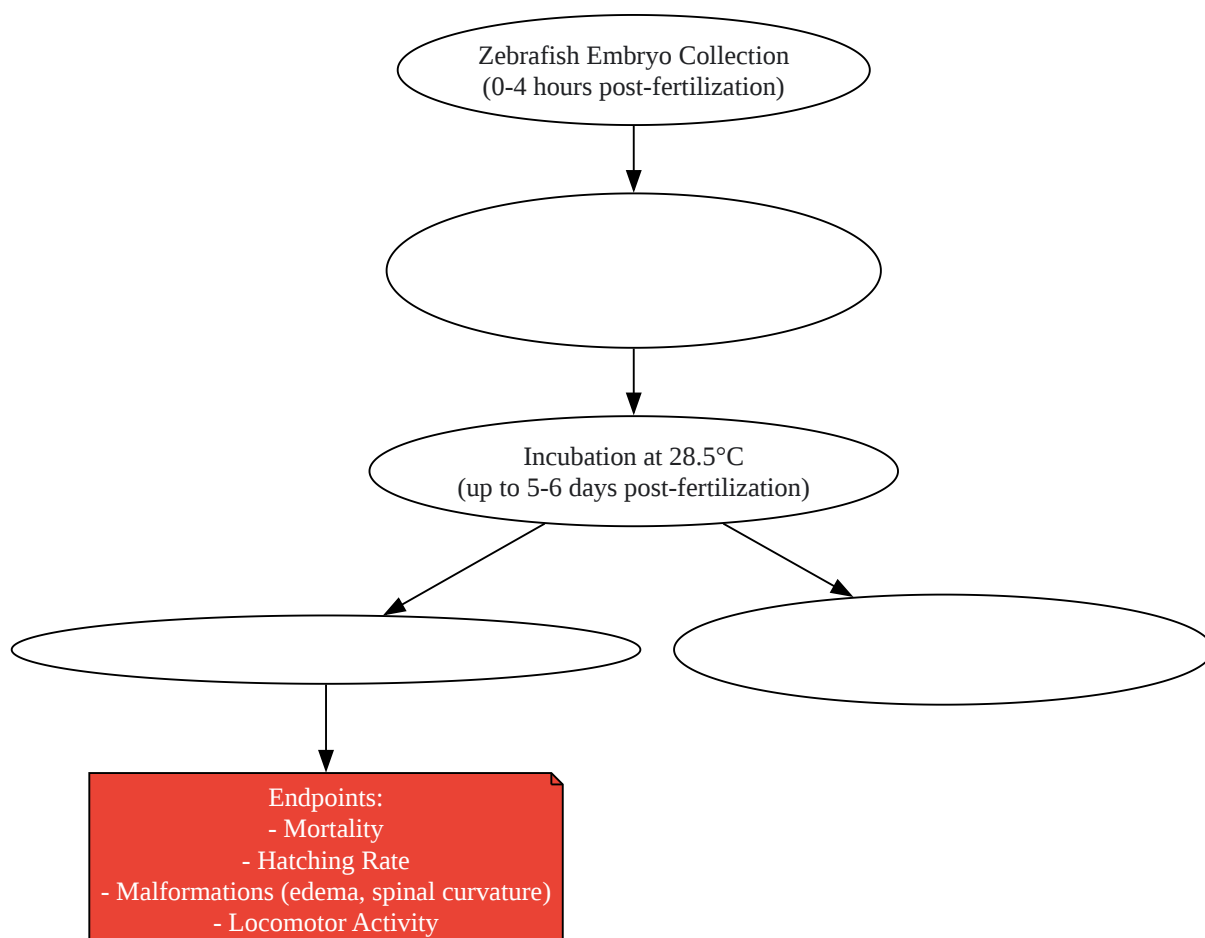 Zebrafish Embryo Collection
(0-4 hours post-fertilization)
Incubation at 28.5°C
(up to 5-6 days post-fertilization)
Endpoints:
- Mortality
- Hatching Rate
- Malformations (edema, spinal curvature)
- Locomotor Activity